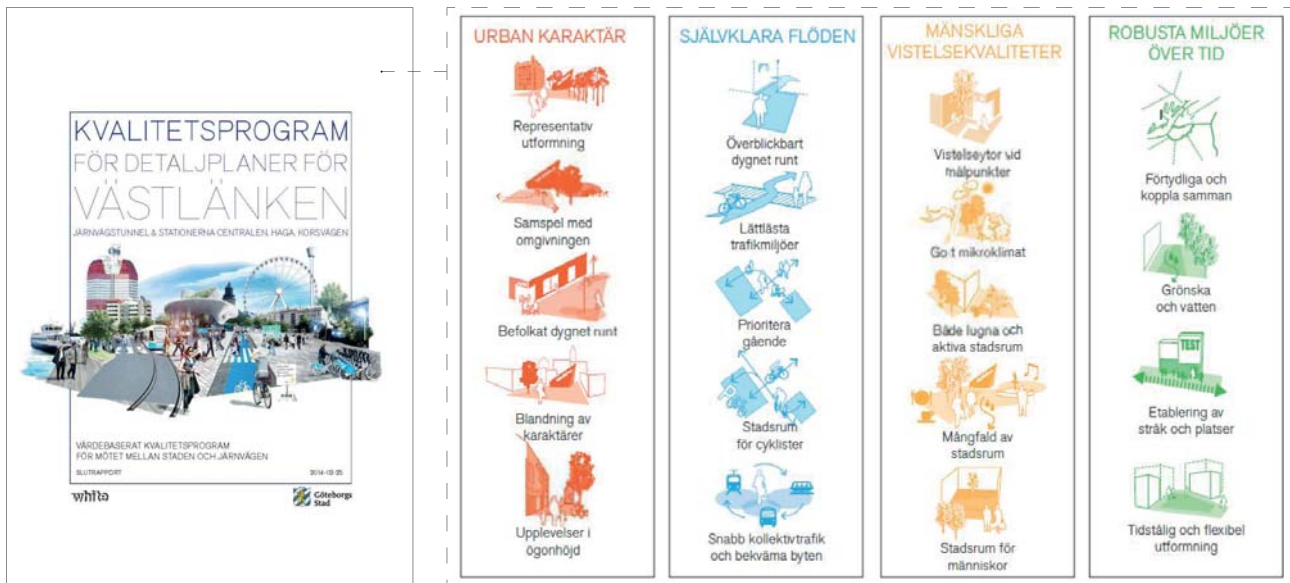 KVALITETSPROGRAM
FÖR DETALJPLANER FÖR
VÄSTLÄNKEN
JÄRNVÄGSTUNNEL & STATIONERNA CENTRALEN, HAGA, KORSVÄGEN
VÄRDEBASERAT KVALITETSPROGRAM
FÖR MÖTET MELLAN STADEN OCH JÄRNVÄGEN
SLUTRAPPORT
white
Göteborgs
Stad
URBAN KARAKTÄR
Representativ
utformning
Samspel med
omgivningen
Befolkat dygnet runt
Blandning av
karaktärer
Upplevelser i
ögonhöjd
SJÄLVKLARA FLÖDEN
Överblickbart
dygnet runt
Lättlästa
trafikmiljöer
Prioritera
gående
Stadsrum
för cyklister
Snabb kollektivtrafik
och bekväma byten
MÄNSKLIGA
VISTELSEKVALITETER
Vistelseytor vid
målpunkter
Gott mikroklimat
Både lugna och
aktiva stadsrum
Mångfald av
stadsrum
Stadsrum för
människor
ROBUSTA MILJÖER
ÖVER TID
Förtydliga och
koppla samman
Grönska
och vatten
TEST
Etablering av
stråk och platser
Tidstålig och flexibel
utformning